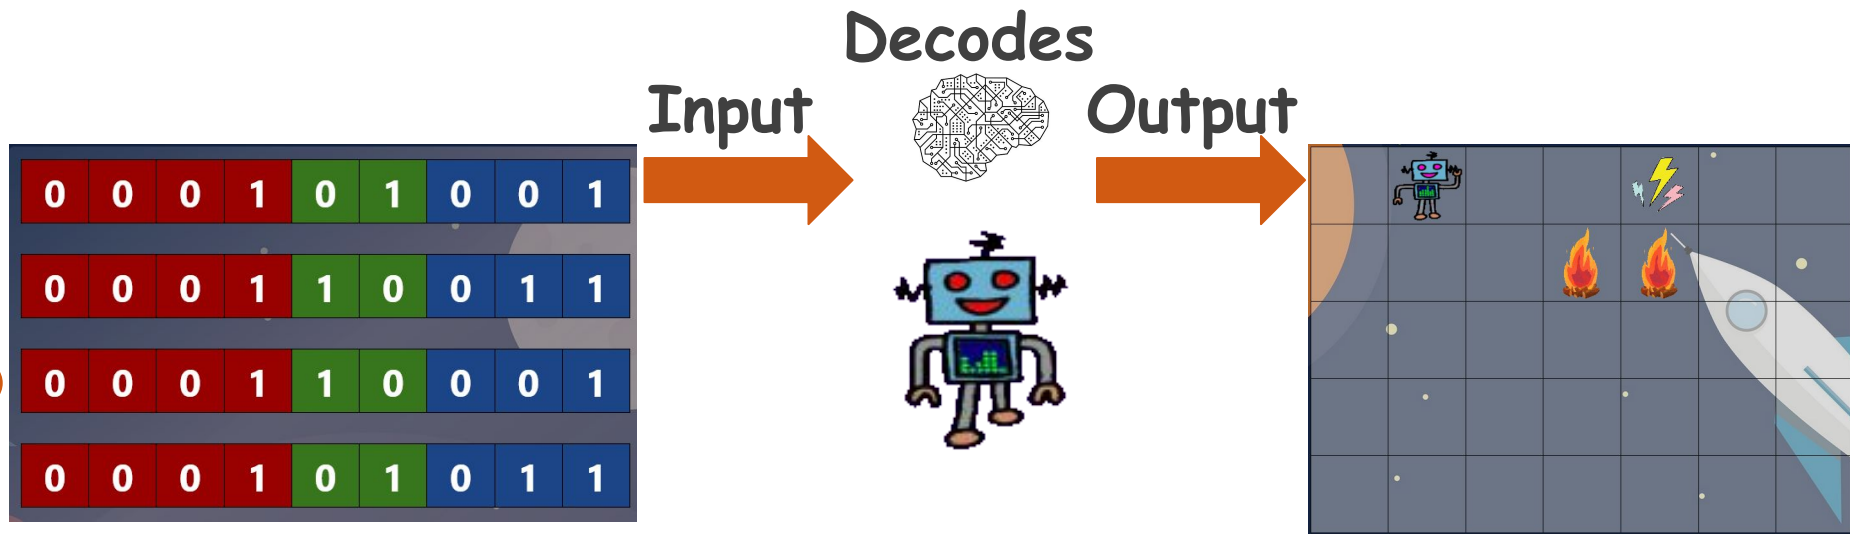 Decodes
Input
Output
0 0 0 1 0 1 0 0 1
0 0 0 1 1 0 0 1 1
0 0 0 1 1 0 0 0 1
0 0 0 1 0 1 0 1 1